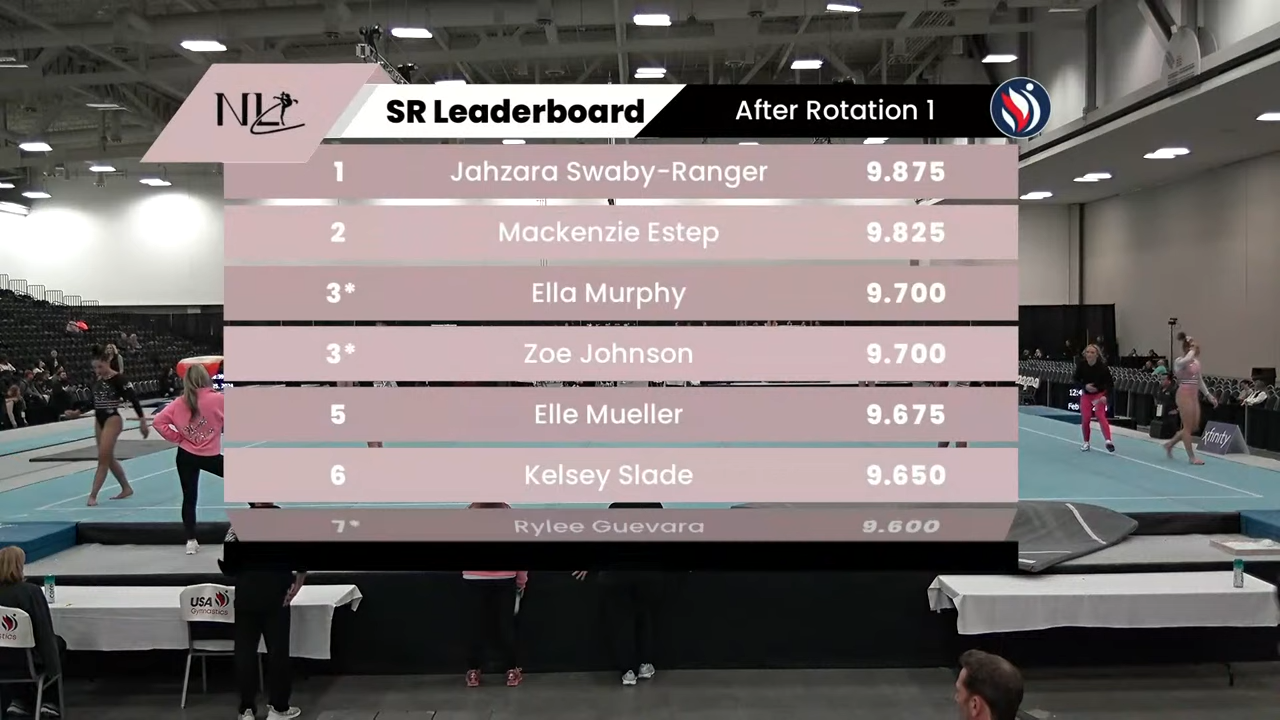 NL
SR Leaderboard
After Rotation 1
1 Jahzara Swaby-Ranger 9.875
2 Mackenzie Estep 9.825
3* Ella Murphy 9.700
3* Zoe Johnson 9.700
5 Elle Mueller 9.675
6 Kelsey Slade 9.650
7* Rylee Guevara 9.600
xfinity
USA
Gymnastics